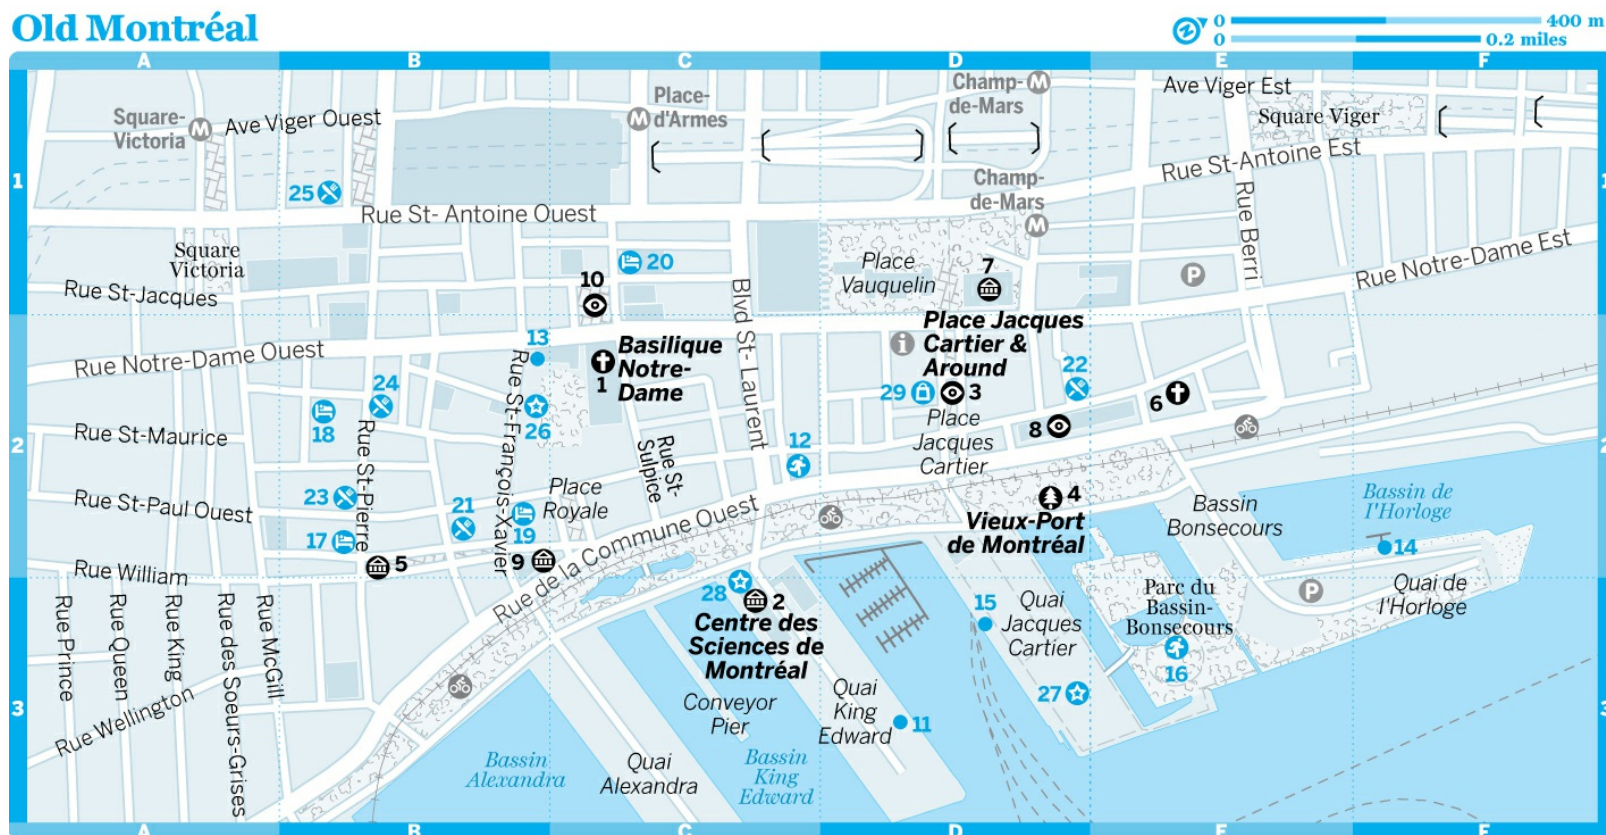 Old Montréal
0 400 m
0 0.2 miles
A B C D E F
1
1
2
2
3
3
A B C D E F
Square-
Victoria
M
Ave Viger Ouest
M
Place-
d'Armes
Champ-
de-Mars
M
Ave Viger Est
Square Viger
Rue St-Antoine Est
25
Rue St- Antoine Ouest
Champ-
de-Mars
M
Rue Berri
Square
Victoria
20
10
Rue St-Jacques
Place
Vauquelin
7
P
Rue Notre-Dame Est
Blvd St-Laurent
Rue Notre-Dame Ouest
13
Basilique
Notre-
Dame
1
Place Jacques
Cartier &
Around
i
29
3
22
24
18
Rue St-Maurice
26
6
8
Place
Jacques
Cartier
12
Rue St-Pierre
Rue St-François-Xavier
Rue St-
Sulpice
23
Rue St-Paul Ouest
21
19
Place
Royale
4
Vieux-Port
de Montréal
Bassin
Bonsecours
Bassin de
l'Horloge
14
17
5
9
Rue William
Rue de la Commune Ouest
28
2
Centre des
Sciences de
Montréal
15
Quai
Jacques
Cartier
Parc du
Bassin-
Bonsecours
16
P
Quai de
l'Horloge
Rue Prince
Rue Queen
Rue King
Rue des Soeurs-Grises
Rue McGill
Rue Wellington
27
Conveyor
Pier
Quai
King
Edward
11
Bassin
Alexandra
Quai
Alexandra
Bassin
King
Edward